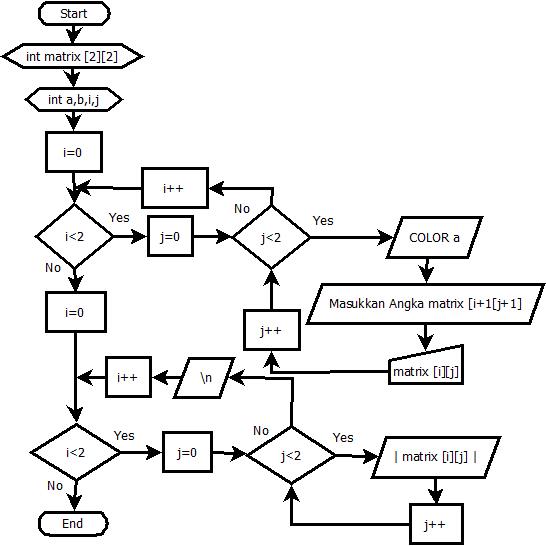 Start
int matrix [2][2]
int a,b,i,j
i=0
i++
i<2
Yes
No
j=0
j<2
No
Yes
COLOR a
Masukkan Angka matrix [i+1[j+1]
matrix [i][j]
j++
i=0
i++
\n
i<2
Yes
No
j=0
j<2
No
Yes
| matrix [i][j] |
j++
End